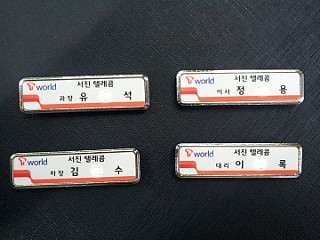 T world 서진 텔레콤
과장 유 석
T world 서진 텔레콤
이사 정 용
T world 서진 텔레콤
차장 김 수
T world 서진 텔레콤
대리 이 록